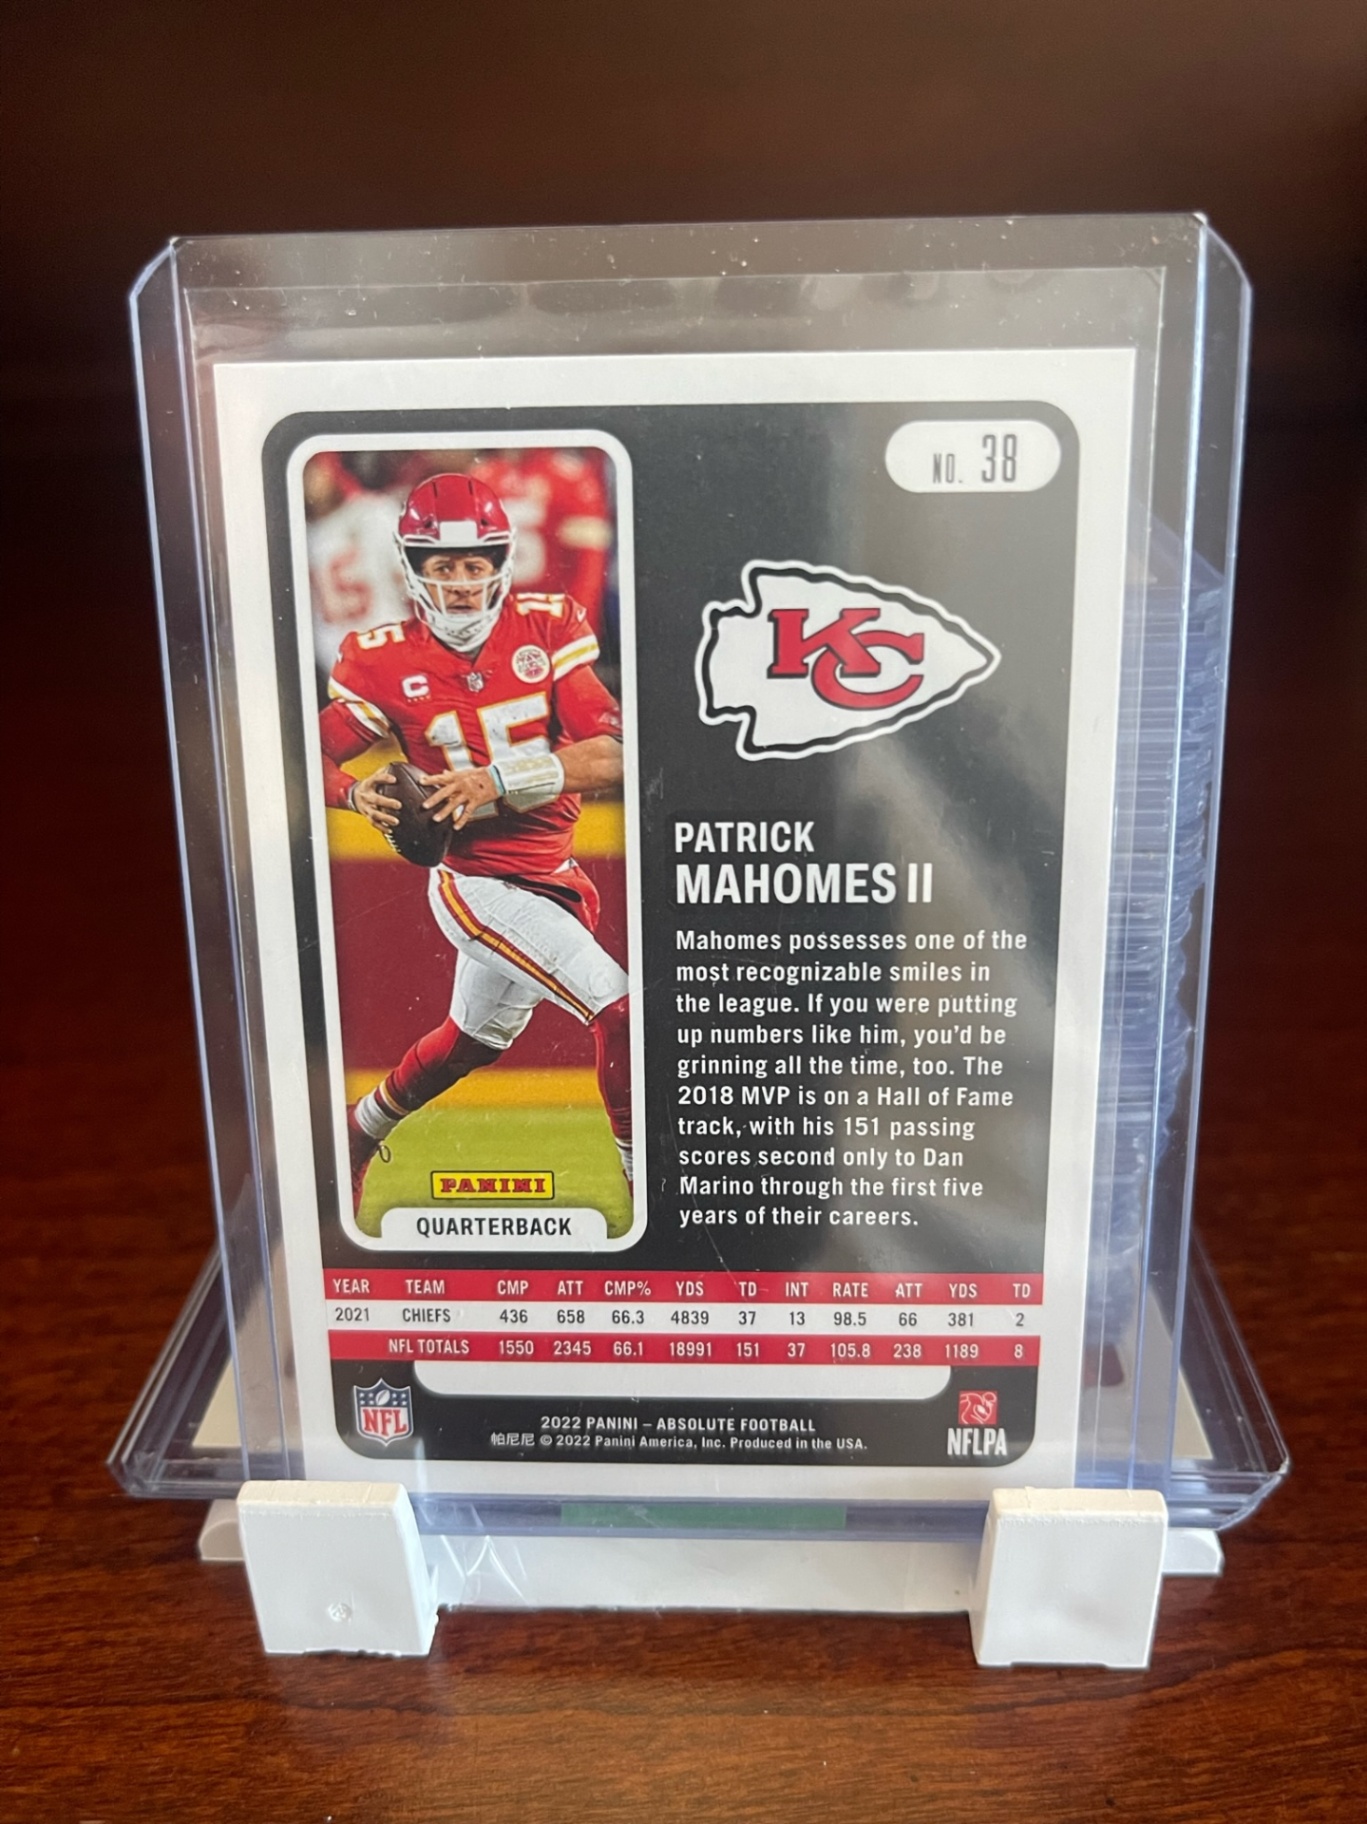 NO. 38
KC
15
15
15
C
PATRICK
MAHOMES II
Mahomes possesses one of the
most recognizable smiles in
the league. If you were putting
up numbers like him, you'd be
grinning all the time, too. The
2018 MVP is on a Hall of Fame
track, with his 151 passing
scores second only to Dan
Marino through the first five
years of their careers.
PANINI
QUARTERBACK
YEAR TEAM CMP ATT CMP% YDS TD INT RATE ATT YDS TD
2021 CHIEFS 436 658 66.3 4839 37 13 98.5 66 381 2
NFL TOTALS 1550 2345 66.1 18991 151 37 105.8 238 1189 8
NFL
2022 PANINI – ABSOLUTE FOOTBALL
帕尼尼 © 2022 Panini America, Inc. Produced in the USA.
NFLPA